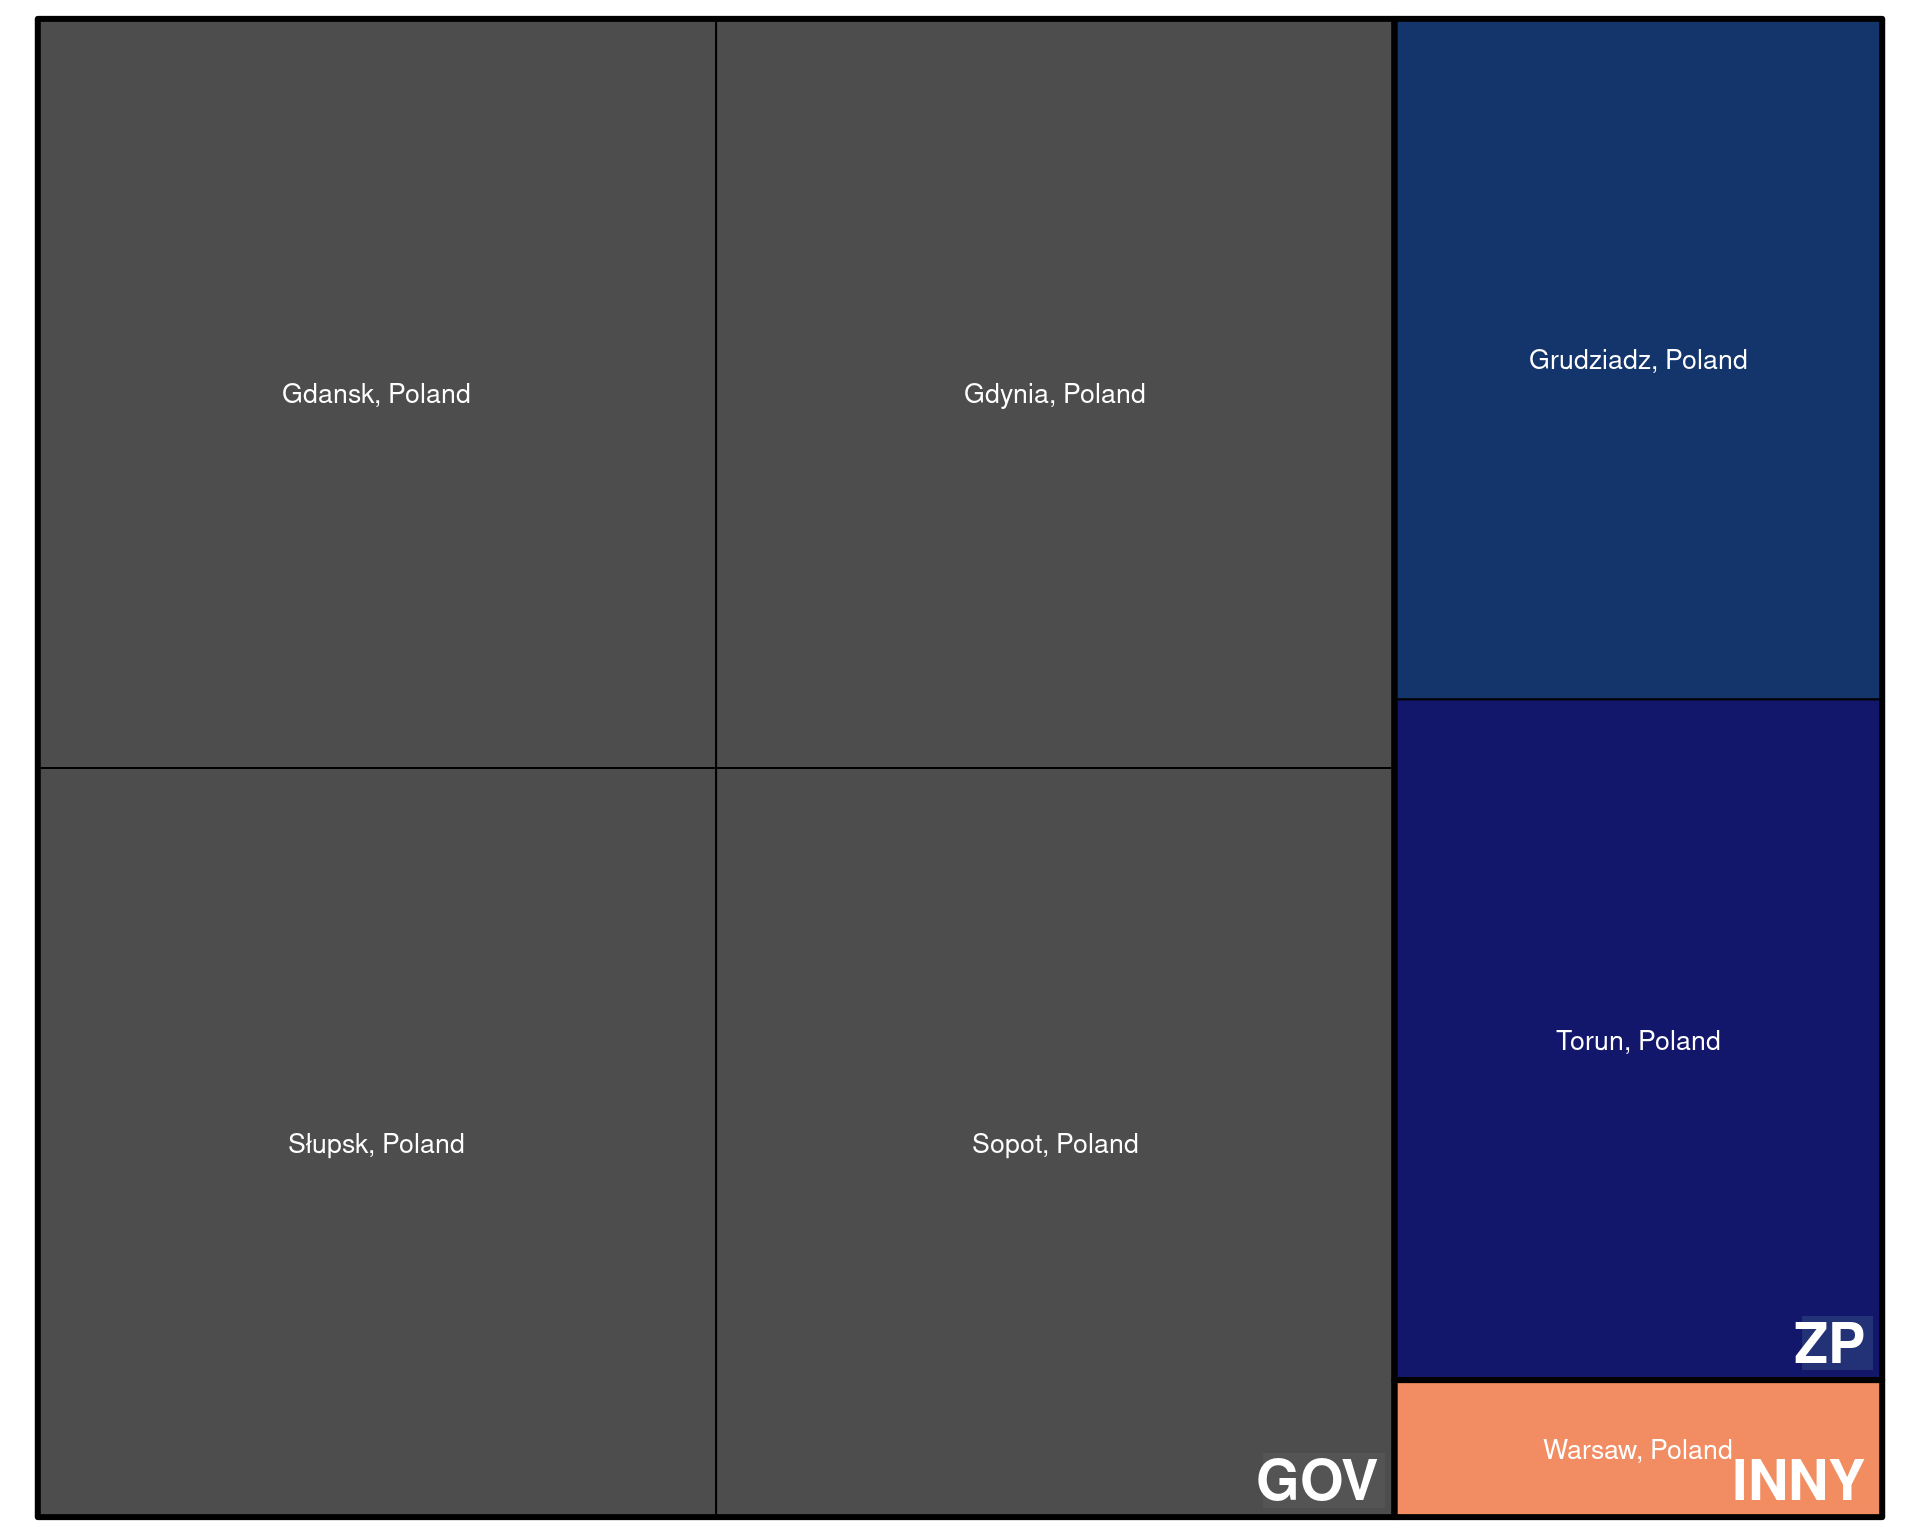 Gdansk, Poland
Gdynia, Poland
Grudziadz, Poland
Słupsk, Poland
Sopot, Poland
Torun, Poland
ZP
Warsaw, Poland
GOV
INNY